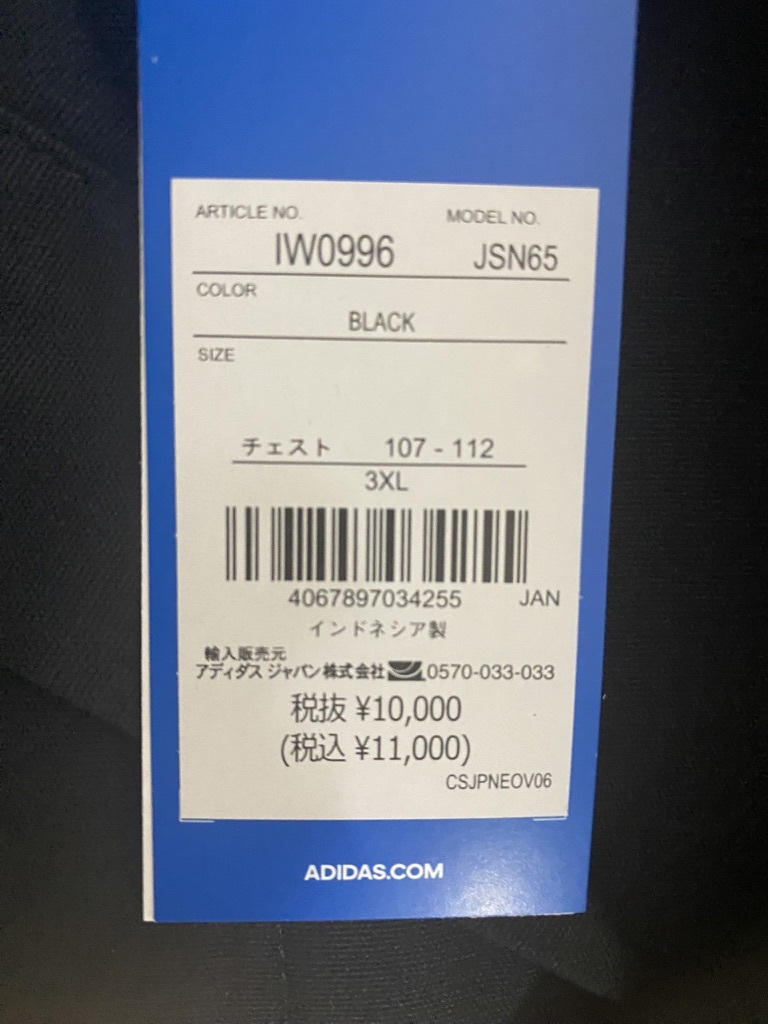 ARTICLE NO. MODEL NO.
IW0996 JSN65
COLOR
BLACK
SIZE
チェスト 107 - 112
3XL
4067897034255 JAN
インドネシア製
輸入販売元
アディダス ジャパン株式会社 0570-033-033
税抜 ¥10,000
(税込 ¥11,000)
CSJPNEOV06
ADIDAS.COM